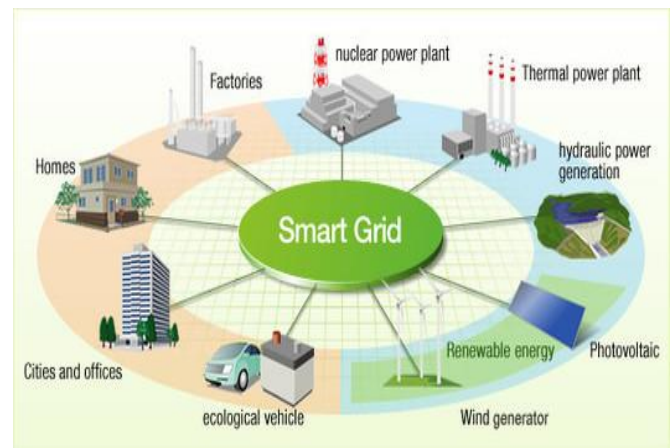 nuclear power plant
Thermal power plant
Factories
hydraulic power
generation
Homes
Smart Grid
Renewable energy
Photovoltaic
Cities and offices
ecological vehicle
Wind generator